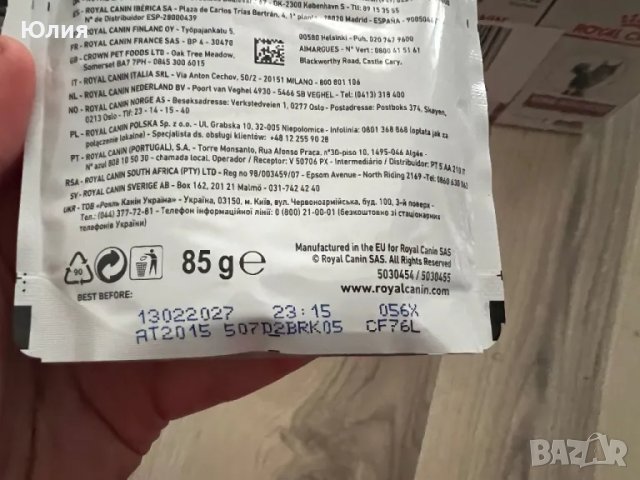 Юлия
ES - ROYAL CANIN IBÉRICA SA - Plaza de Carlos Trías Bertrán, 4, 1ª planta - 28020 Madrid - ESPAÑA -
Nº de Distribuidor ESP-28000439
FI - ROYAL CANIN FINLAND OY - Työpajankatu 5, 00580 Helsinki - Puh. 020 747 9600
FR - ROYAL CANIN FRANCE SAS - BP 4 - 30470 AIMARGUES - N° Vert : 0800 61 51 61
GB - CROWN PET FOODS LTD - Oak Tree Meadow, Blackworthy Road, Castle Cary,
Somerset BA7 7PH - 0845 300 6015
IT - ROYAL CANIN ITALIA SRL - Via Anton Cechov, 50/2 - 20151 MILANO - 800 801 106
NL - ROYAL CANIN NEDERLAND BV - Poort van Veghel 4930 - 5466 SB VEGHEL - Tel: (0413) 318 400
NO - ROYAL CANIN NORGE AS - Besøksadresse: Verkstedveien 1, 0277 Oslo - Postadresse: Postboks 374, Skøyen,
0213 Oslo - Tlf: 23 - 14 - 15 - 40
PL - ROYAL CANIN POLSKA Sp. z o.o. - Ul. Grabska 10, 32-005 Niepołomice - Infolinia: 0801 368 868 (opłata jak za
połączenie lokalne) - Specjalista ds. obsługi klientów: +48 12 255 90 28
PT - ROYAL CANIN (PORTUGAL), S.A. - Torre Monsanto, Rua Afonso Praça, nº30-piso 10, 1495-046 Algés -
Nº azul 808 10 50 30 - chamada local. Operador / Receptor: V 50706 PX - Intermediário / Distribuidor: PT 5 AA
RSA - ROYAL CANIN SOUTH AFRICA (PTY) LTD - Reg no 98/003459/07 - Epsom Avenue - North Riding 2169 -Tel:
SV - ROYAL CANIN SVERIGE AB - Box 162, 201 21 Malmö - 031-742 42 40
UKR - ТОВ «Роял Канін Україна» - Україна, 03150, м. Київ, вул. Червоноармійська, буд. 100, 3-й поверх -
Тел.: (044) 377-72-81 - Телефон інформаційної лінії: 0 (800) 21-00-01 (безкоштовно зі стаціонарних
телефонів України)
90
85 g e
Manufactured in the EU for Royal Canin SAS
© Royal Canin SAS. All Rights Reserved
5030454 / 5030455
www.royalcanin.com
BEST BEFORE:
13022027 23:15 056X
AT2015 507D2BRK05 CF76L
BAZAR